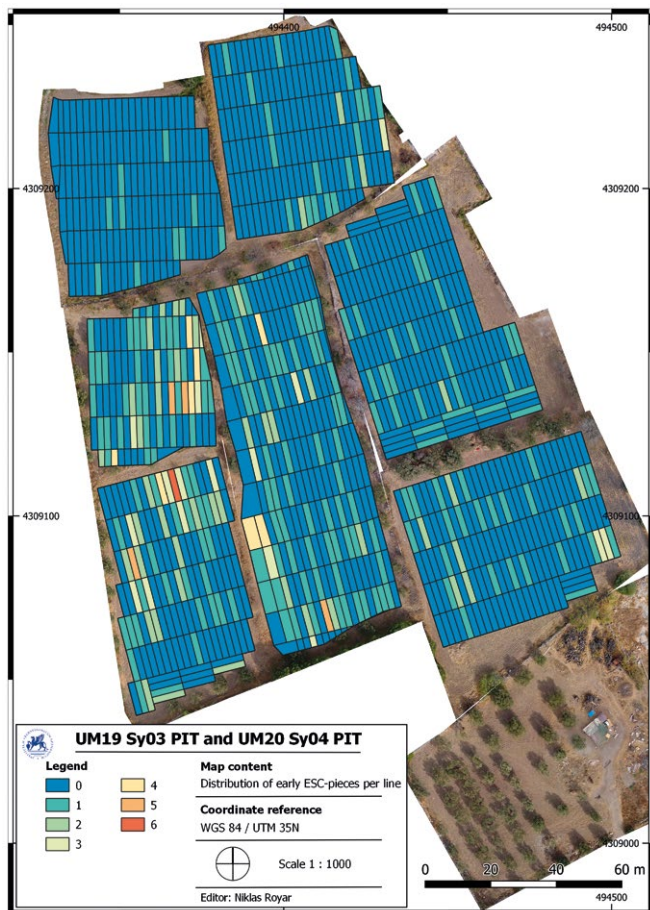 494400
494500
4309200
4309200
4309100
4309100
4309000
494500
UM19 Sy03 PIT and UM20 Sy04 PIT
Legend
0
1
2
3
4
5
6
Map content
Distribution of early ESC-pieces per line
Coordinate reference
WGS 84 / UTM 35N
Scale 1 : 1000
Editor: Niklas Royar
0 20 40 60 m